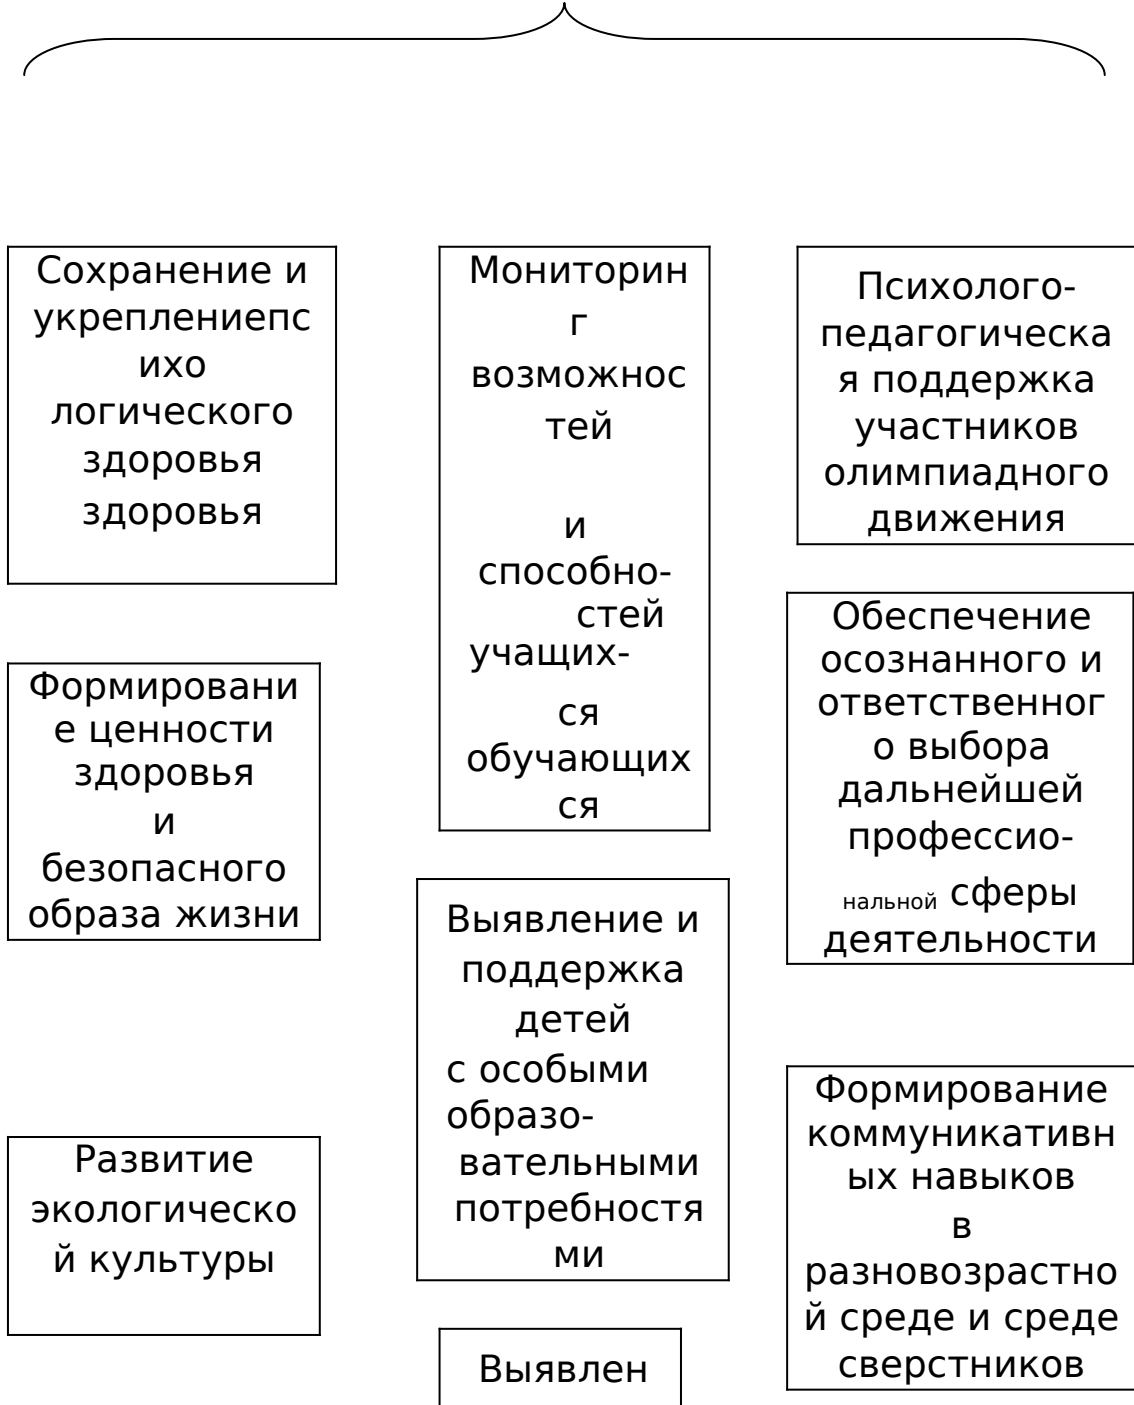 Сохранение и
укреплениепс
ихо
логического
здоровья
здоровья
Формировани
е ценности
здоровья
и
безопасного
образа жизни
Развитие
экологическо
й культуры
Мониторин
г
возможнос
тей
и
способно-
стей
учащих-
ся
обучающих
ся
Выявление и
поддержка
детей
с особыми
образо-
вательными
потребностя
ми
Выявлен
Психолого-
педагогическа
я поддержка
участников
олимпиадного
движения
Обеспечение
осознанного и
ответственног
о выбора
дальнейшей
профессио-
нальной сферы
деятельности
Формирование
коммуникативн
ых навыков
в
разновозрастно
й среде и среде
сверстников